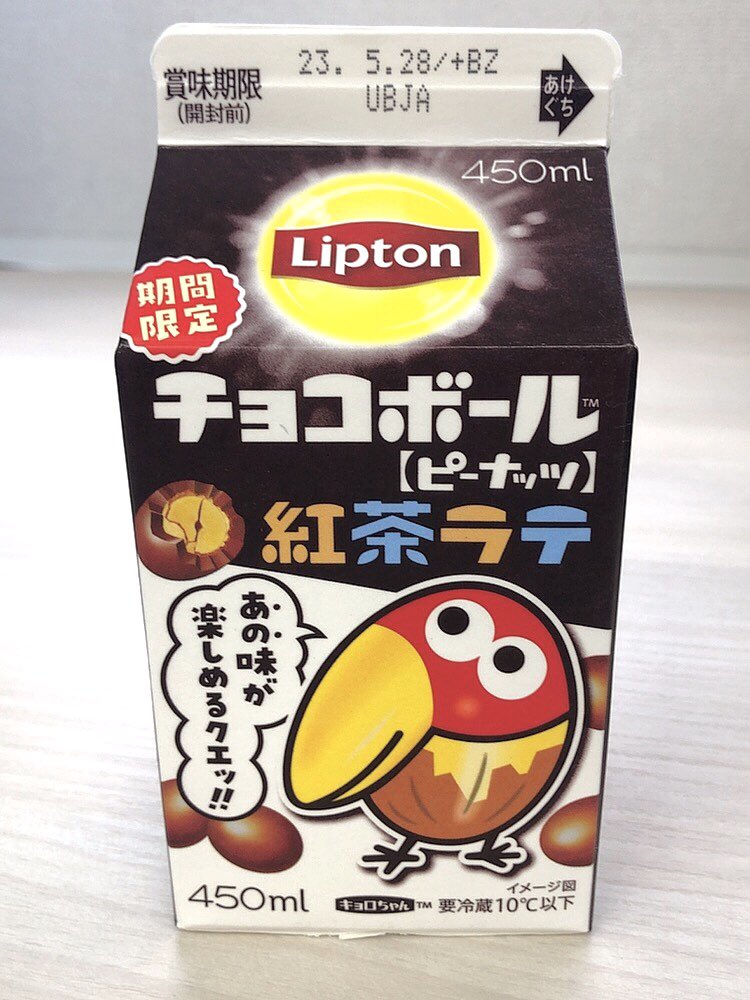 賞味期限
(開封前)
23. 5.28/+BZ
UBJA
あけ
ぐち
450ml
Lipton
期間
限定
チョコボール™
【ピーナッツ】
紅茶ラテ
あの味が
楽しめるクエッ!!
イメージ図
450ml
キョロちゃん™ 要冷蔵10℃以下